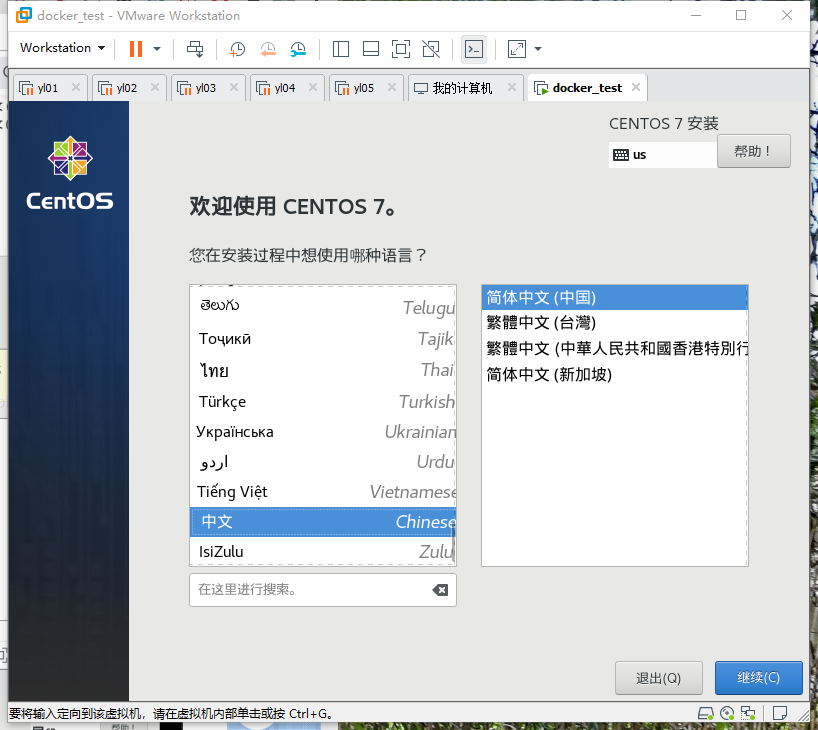 docker_test - VMware Workstation
Workstation
yl01 yl02 yl03 yl04 yl05 我的计算机 docker_test
CENTOS 7 安装
us 帮助！
CentOS
欢迎使用 CENTOS 7。
您在安装过程中想使用哪种语言？
తెలుగు Telugu
Тоҷикӣ Tajik
ไทย Thai
Türkçe Turkish
Українська Ukrainian
اردو Urdu
Tiếng Việt Vietnamese
中文 Chinese
IsiZulu Zulu
在这里进行搜索。
简体中文 (中国)
繁體中文 (台灣)
繁體中文 (中華人民共和國香港特別行
简体中文 (新加坡)
退出(Q) 继续(C)
要将输入定向到该虚拟机，请在虚拟机内部单击或按 Ctrl+G。